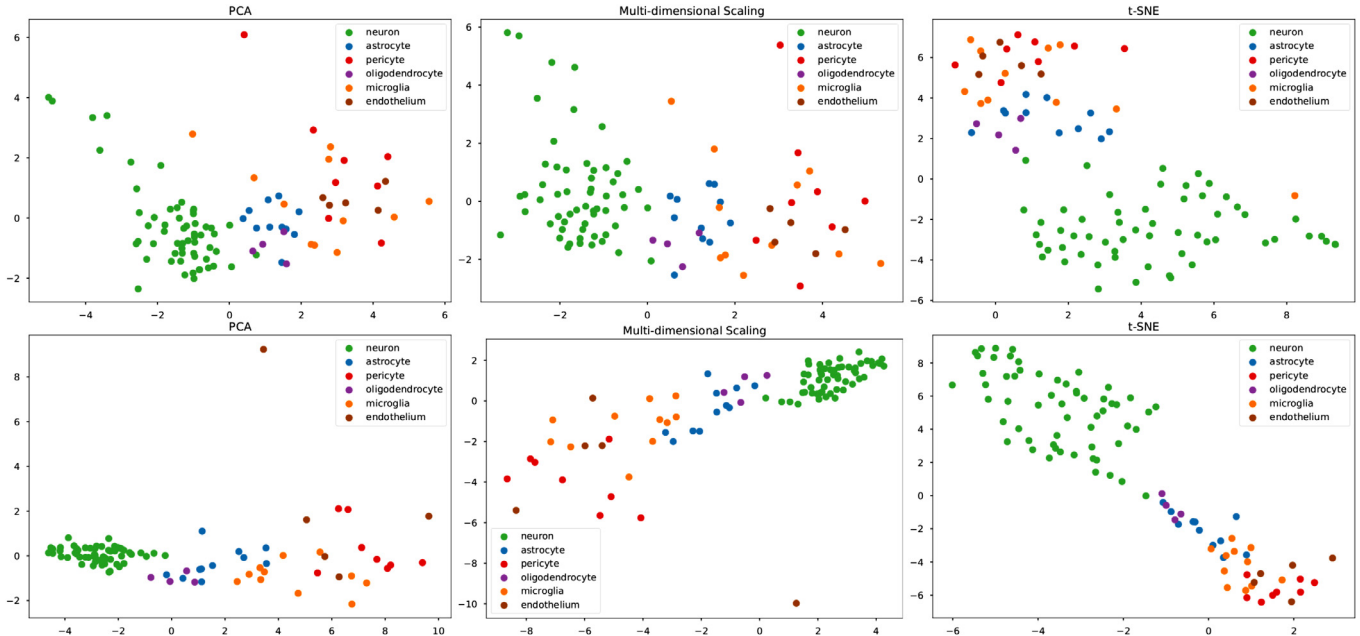 PCA
neuron
astrocyte
pericyte
oligodendrocyte
microglia
endothelium
6
4
2
0
−2
−4
−2
0
2
4
6
Multi-dimensional Scaling
neuron
astrocyte
pericyte
oligodendrocyte
microglia
endothelium
6
4
2
0
−2
−2
0
2
4
t-SNE
neuron
astrocyte
pericyte
oligodendrocyte
microglia
endothelium
6
4
2
0
−2
−4
−6
0
2
4
6
8
PCA
neuron
astrocyte
pericyte
oligodendrocyte
microglia
endothelium
8
6
4
2
0
−2
−4
−2
0
2
4
6
8
10
Multi-dimensional Scaling
2
0
−2
−4
−6
−8
−10
neuron
astrocyte
pericyte
oligodendrocyte
microglia
endothelium
−8
−6
−4
−2
0
2
4
t-SNE
neuron
astrocyte
pericyte
oligodendrocyte
microglia
endothelium
8
6
4
2
0
−2
−4
−6
−6
−4
−2
0
2